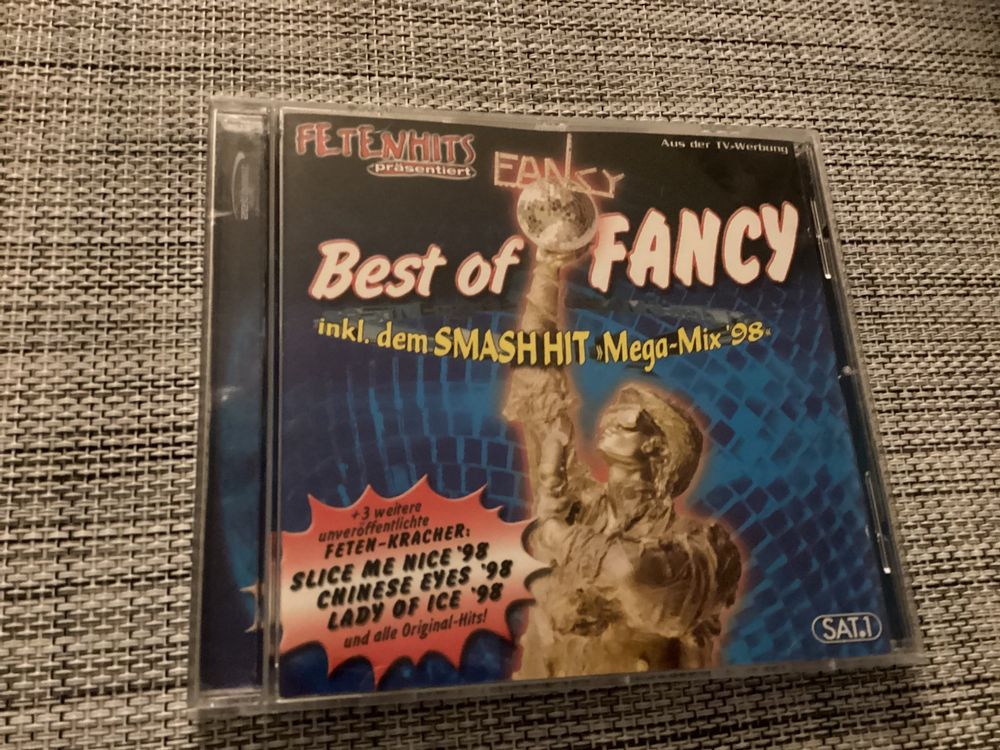 FETENHITS
präsentiert
Aus der TV-Werbung
FANCY
Best of FANCY
inkl. dem SMASH HIT »Mega-Mix '98«
+3 weitere
unveröffentlichte
FETEN-KRACHER:
SLICE ME NICE '98
CHINESE EYES '98
LADY OF ICE '98
und alle Original-Hits!
SAT.1